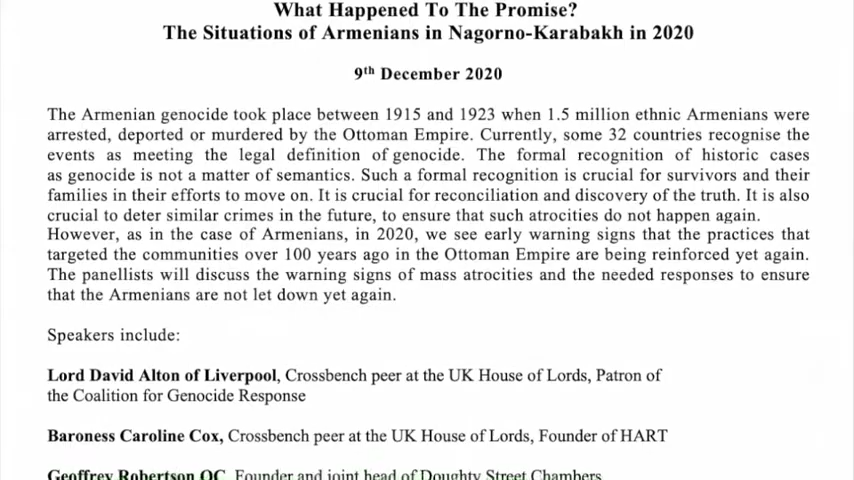 What Happened To The Promise?
The Situations of Armenians in Nagorno-Karabakh in 2020
9th December 2020
The Armenian genocide took place between 1915 and 1923 when 1.5 million ethnic Armenians were
arrested, deported or murdered by the Ottoman Empire. Currently, some 32 countries recognise the
events as meeting the legal definition of genocide. The formal recognition of historic cases
as genocide is not a matter of semantics. Such a formal recognition is crucial for survivors and their
families in their efforts to move on. It is crucial for reconciliation and discovery of the truth. It is also
crucial to deter similar crimes in the future, to ensure that such atrocities do not happen again.
However, as in the case of Armenians, in 2020, we see early warning signs that the practices that
targeted the communities over 100 years ago in the Ottoman Empire are being reinforced yet again.
The panellists will discuss the warning signs of mass atrocities and the needed responses to ensure
that the Armenians are not let down yet again.
Speakers include:
Lord David Alton of Liverpool, Crossbench peer at the UK House of Lords, Patron of
the Coalition for Genocide Response
Baroness Caroline Cox, Crossbench peer at the UK House of Lords, Founder of HART
Geoffrey Robertson QC, Founder and joint head of Doughty Street Chambers